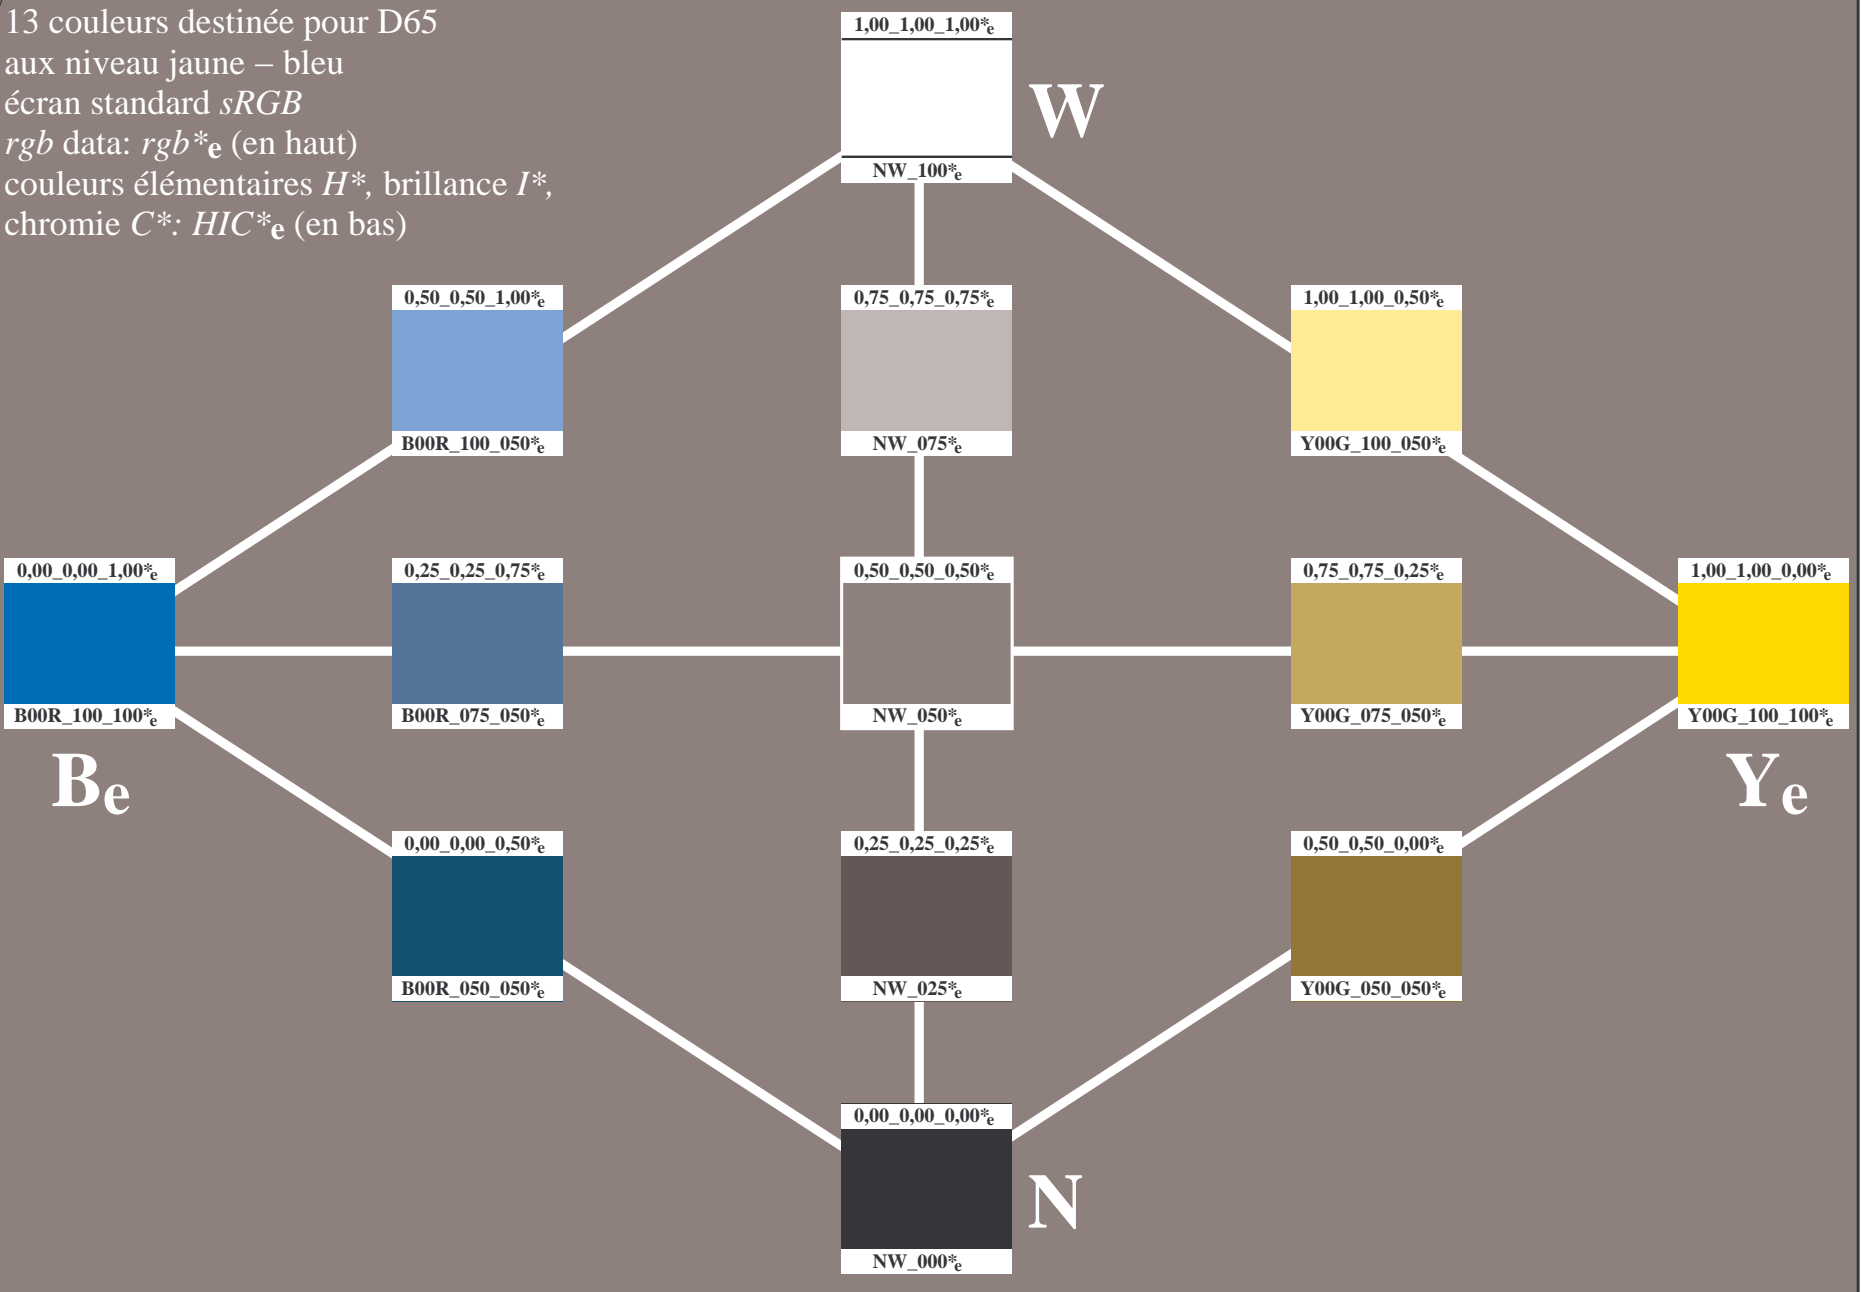 13 couleurs destinée pour D65
aux niveau jaune – bleu
écran standard sRGB
rgb data: rgb*e (en haut)
couleurs élémentaires H*, brillance I*,
chromie C*: HIC*e (en bas)
1,00_1,00_1,00*e
W
NW_100*e
0,50_0,50_1,00*e
0,75_0,75_0,75*e
1,00_1,00_0,50*e
B00R_100_050*e
NW_075*e
Y00G_100_050*e
0,00_0,00_1,00*e
0,25_0,25_0,75*e
0,50_0,50_0,50*e
0,75_0,75_0,25*e
1,00_1,00_0,00*e
B00R_100_100*e
B00R_075_050*e
NW_050*e
Y00G_075_050*e
Y00G_100_100*e
Be
Ye
0,00_0,00_0,50*e
0,25_0,25_0,25*e
0,50_0,50_0,00*e
B00R_050_050*e
NW_025*e
Y00G_050_050*e
0,00_0,00_0,00*e
N
NW_000*e